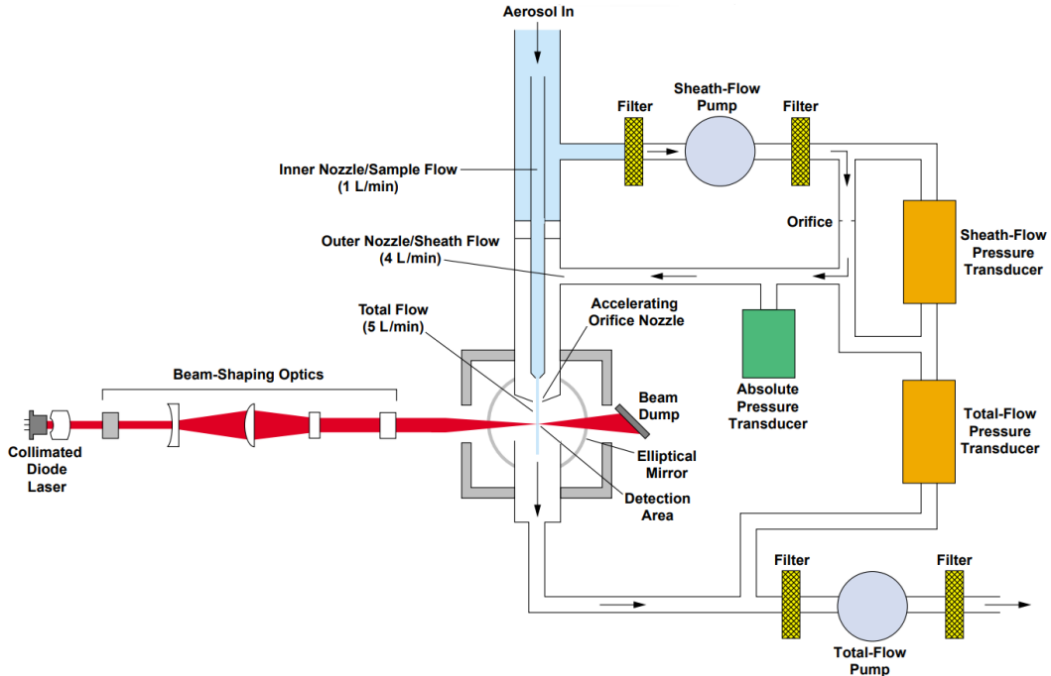 Aerosol In
Filter
Sheath-Flow
Pump
Filter
Inner Nozzle/Sample Flow
(1 L/min)
Orifice
Outer Nozzle/Sheath Flow
(4 L/min)
Sheath-Flow
Pressure
Transducer
Total Flow
(5 L/min)
Accelerating
Orifice Nozzle
Absolute
Pressure
Transducer
Beam-Shaping Optics
Beam
Dump
Total-Flow
Pressure
Transducer
Collimated
Diode
Laser
Elliptical
Mirror
Detection
Area
Filter
Filter
Total-Flow
Pump